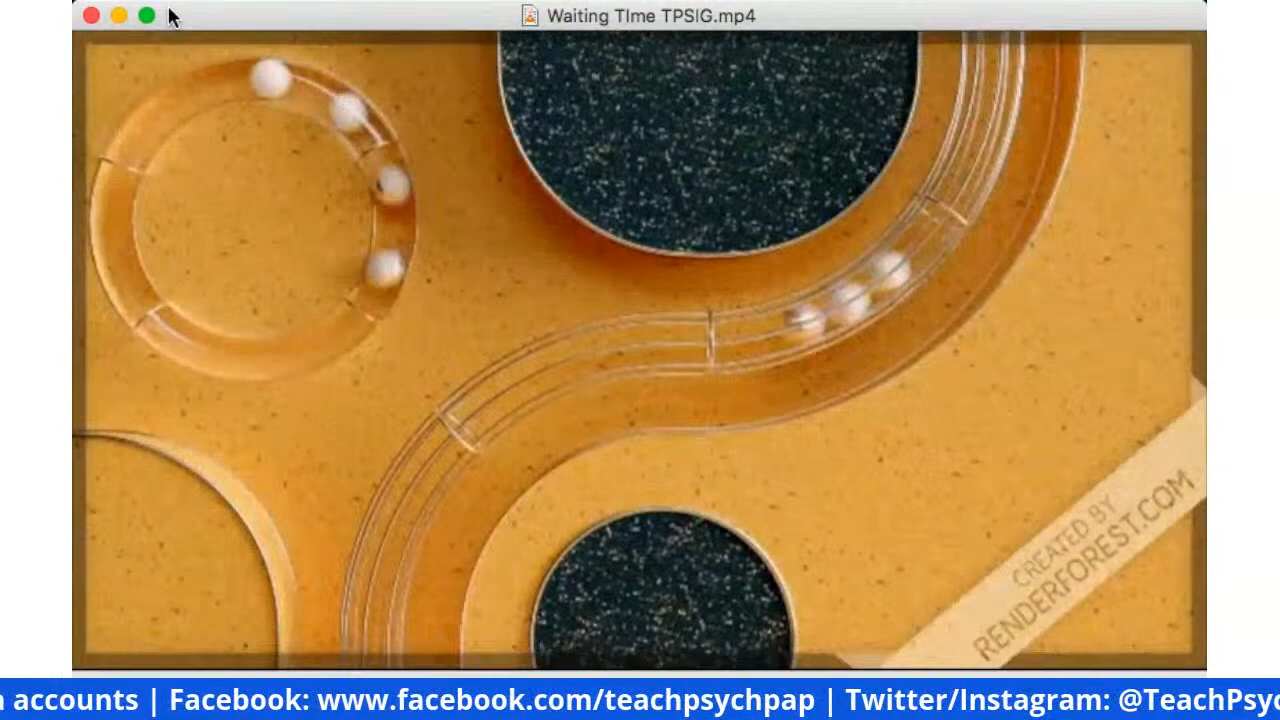 Waiting TIme TPSIG.mp4
CREATED BY
RENDERFOREST.COM
accounts | Facebook: www.facebook.com/teachpsychpap | Twitter/Instagram: @TeachPsyc